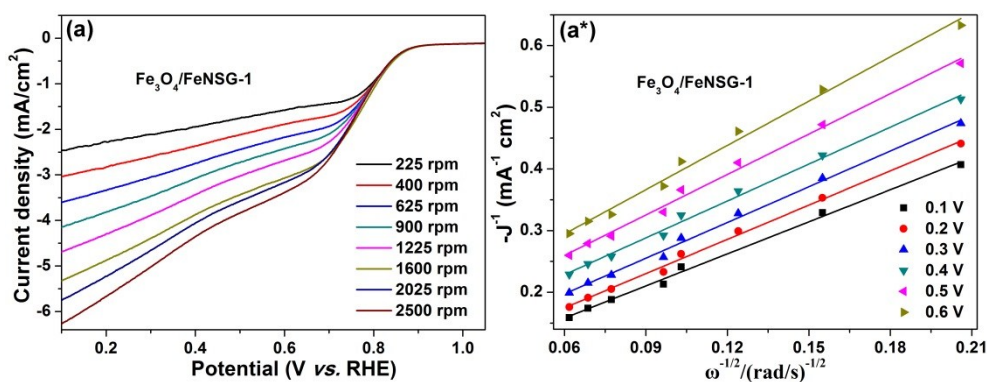 (a)
Fe₃O₄/FeNSG-1
Current density (mA/cm²)
0
-1
-2
-3
-4
-5
-6
225 rpm
400 rpm
625 rpm
900 rpm
1225 rpm
1600 rpm
2025 rpm
2500 rpm
0.2
0.4
0.6
0.8
1.0
Potential (V vs. RHE)
(a*)
Fe₃O₄/FeNSG-1
-J⁻¹ (mA⁻¹ cm²)
0.6
0.5
0.4
0.3
0.2
0.1 V
0.2 V
0.3 V
0.4 V
0.5 V
0.6 V
0.06
0.09
0.12
0.15
0.18
0.21
ω⁻¹/²/(rad/s)⁻¹/²